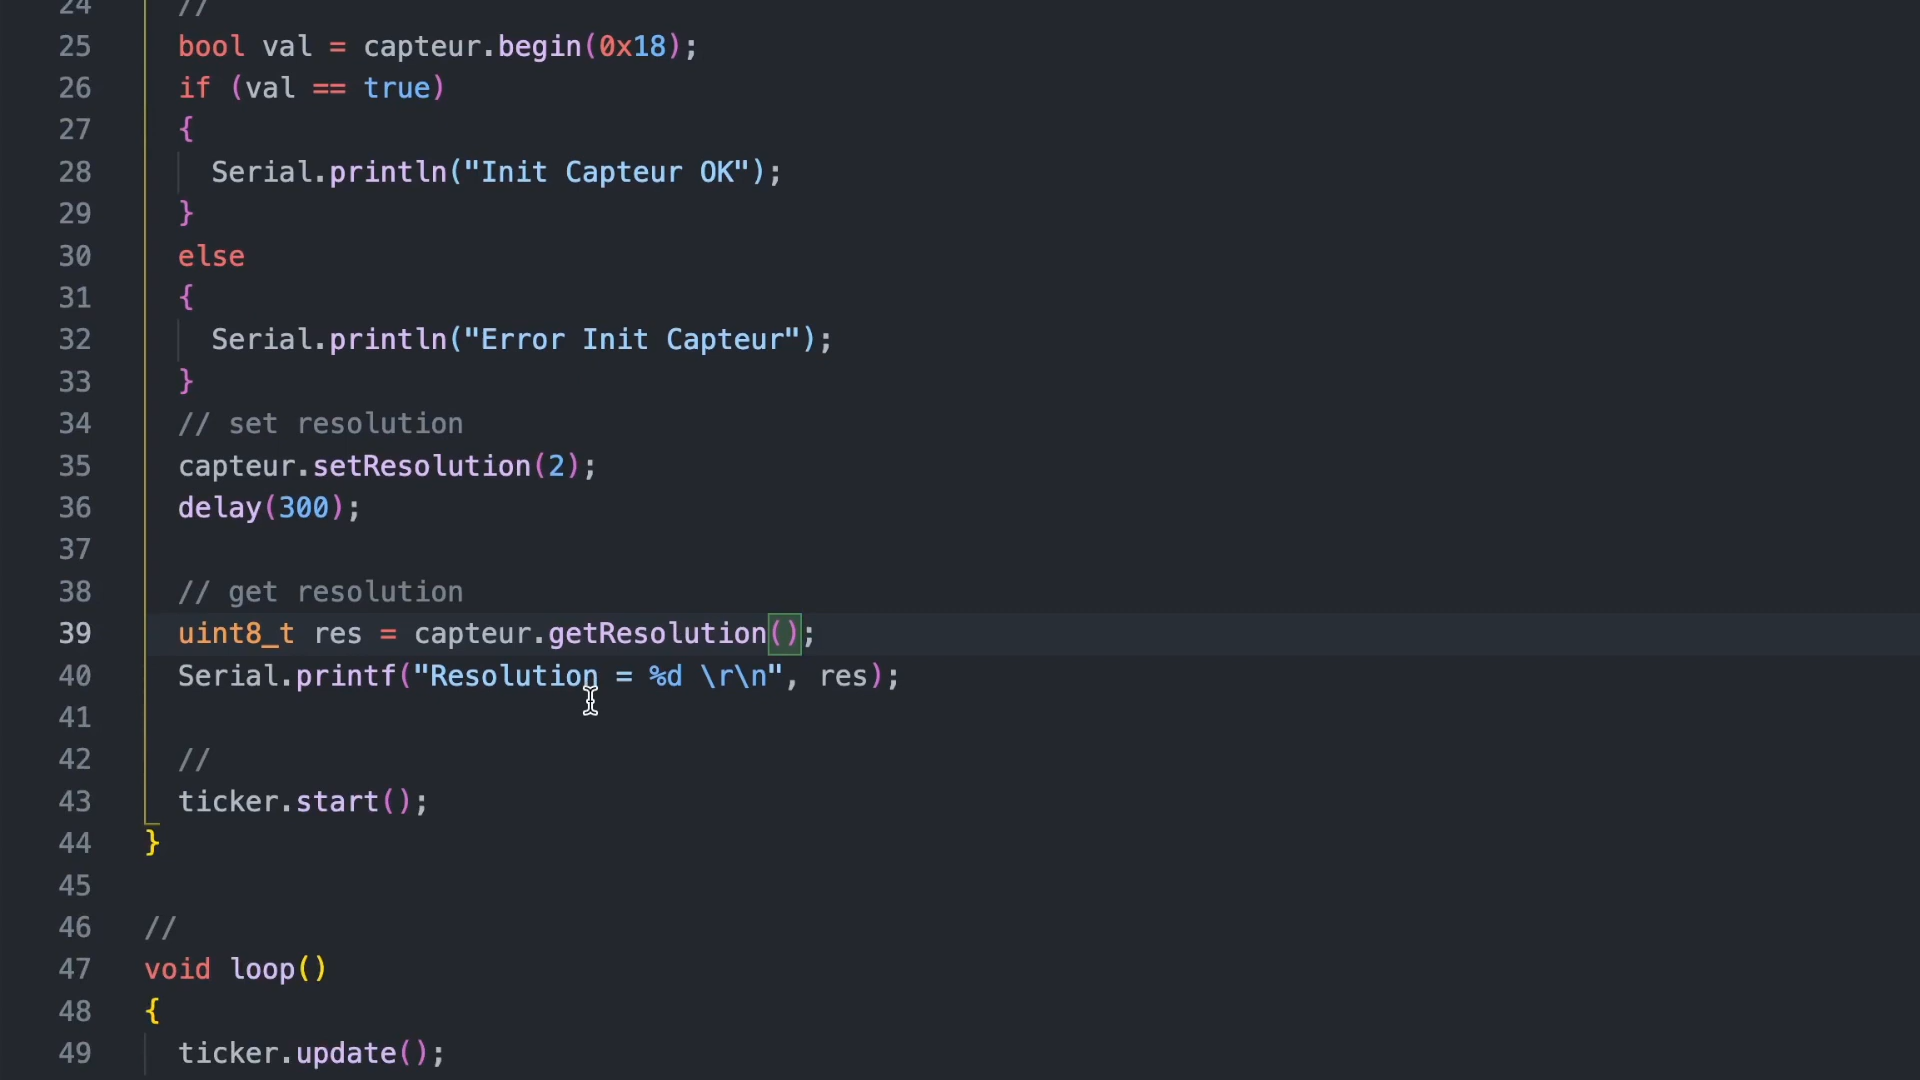 24 //
25 bool val = capteur.begin(0x18);
26 if (val == true)
27 {
28 Serial.println("Init Capteur OK");
29 }
30 else
31 {
32 Serial.println("Error Init Capteur");
33 }
34 // set resolution
35 capteur.setResolution(2);
36 delay(300);
37
38 // get resolution
39 uint8_t res = capteur.getResolution();
40 Serial.printf("Resolution = %d \r\n", res);
41
42 //
43 ticker.start();
44 }
45
46 //
47 void loop()
48 {
49 ticker.update();